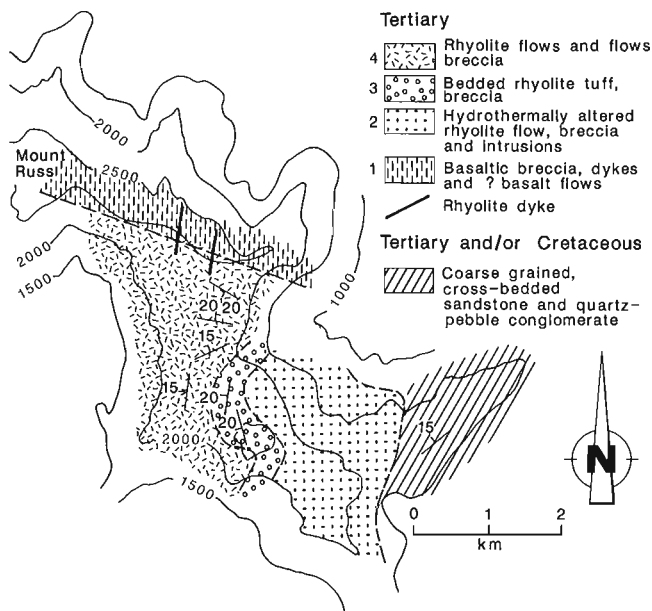 Tertiary
4 Rhyolite flows and flows
breccia
3 Bedded rhyolite tuff,
breccia
2 Hydrothermally altered
rhyolite flow, breccia
and intrusions
1 Basaltic breccia, dykes
and ? basalt flows
Rhyolite dyke
Tertiary and/or Cretaceous
Coarse grained,
cross-bedded
sandstone and quartz-
pebble conglomerate
2000
Mount
Russ
2500
2000
1500
1000
20
20
15
15
20
20
15
2000
1500
N
0 1 2
km